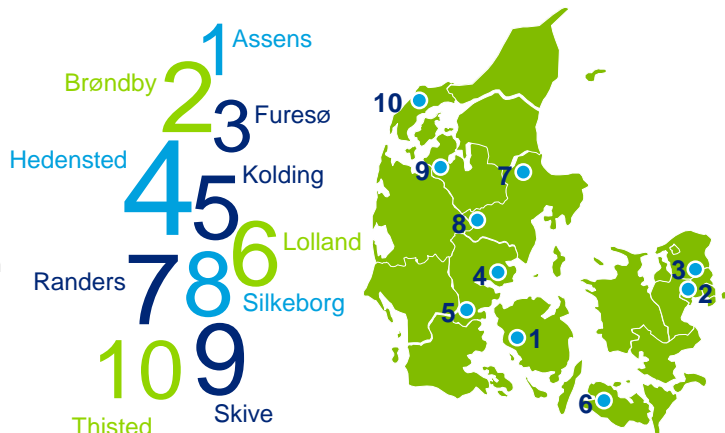 1 Assens
Brøndby 2
3 Furesø
Hedensted 4
5 Kolding
6 Lolland
Randers 7
8 Silkeborg
9 Skive
10 Thisted
10
9
7
8
4
3
2
5
1
6